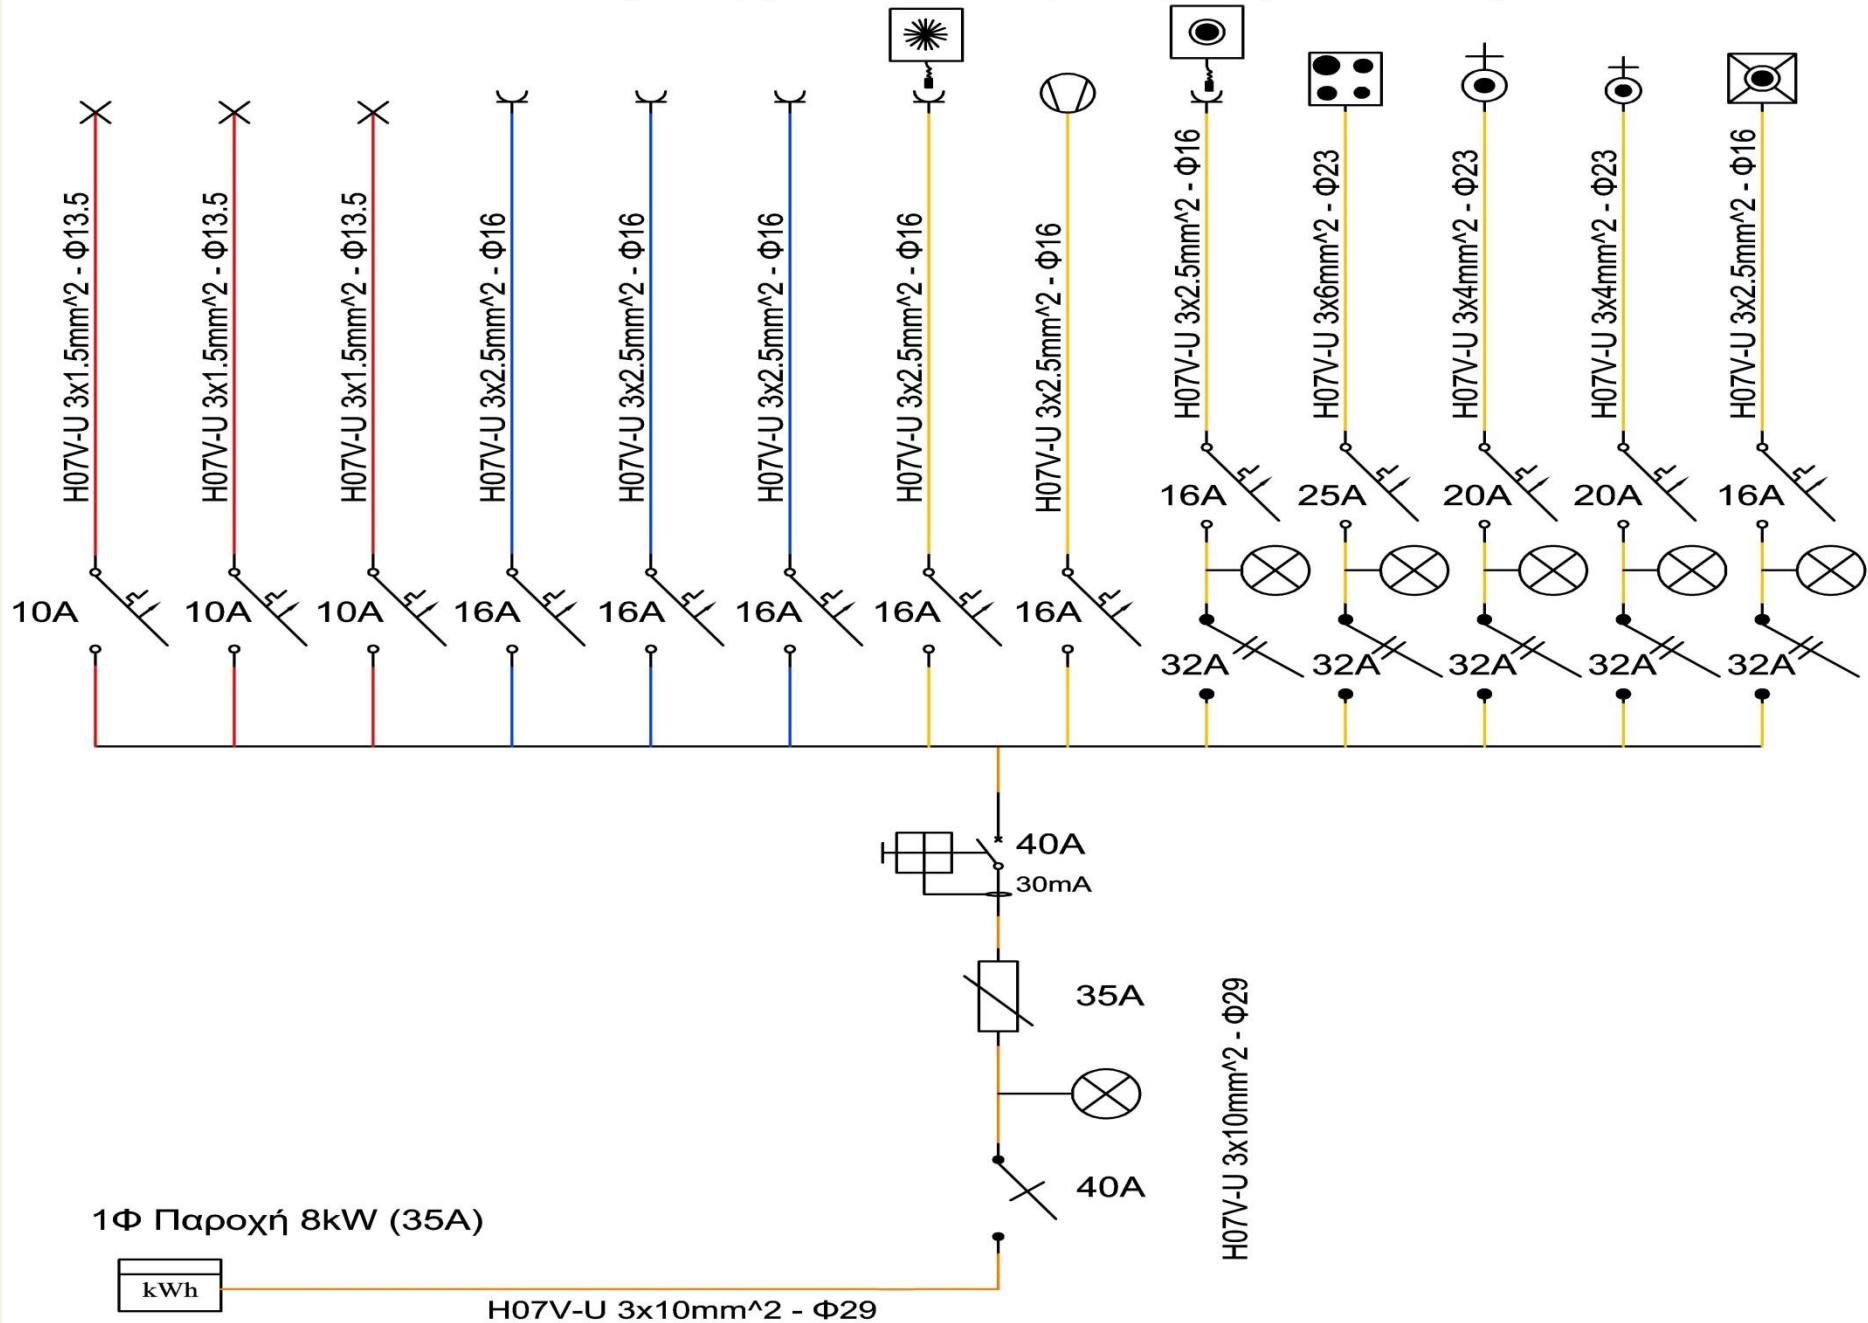 H07V-U 3x1.5mm^2 - Φ13.5
H07V-U 3x1.5mm^2 - Φ13.5
H07V-U 3x1.5mm^2 - Φ13.5
H07V-U 3x2.5mm^2 - Φ16
H07V-U 3x2.5mm^2 - Φ16
H07V-U 3x2.5mm^2 - Φ16
H07V-U 3x2.5mm^2 - Φ16
H07V-U 3x2.5mm^2 - Φ16
H07V-U 3x2.5mm^2 - Φ16
H07V-U 3x6mm^2 - Φ23
H07V-U 3x4mm^2 - Φ23
H07V-U 3x4mm^2 - Φ23
H07V-U 3x2.5mm^2 - Φ16
16A 25A 20A 20A 16A
10A 10A 10A 16A 16A 16A 16A 16A
32A 32A 32A 32A 32A
40A
30mA
35A
40A
H07V-U 3x10mm^2 - Φ29
1Φ Παροχή 8kW (35A)
kWh
H07V-U 3x10mm^2 - Φ29